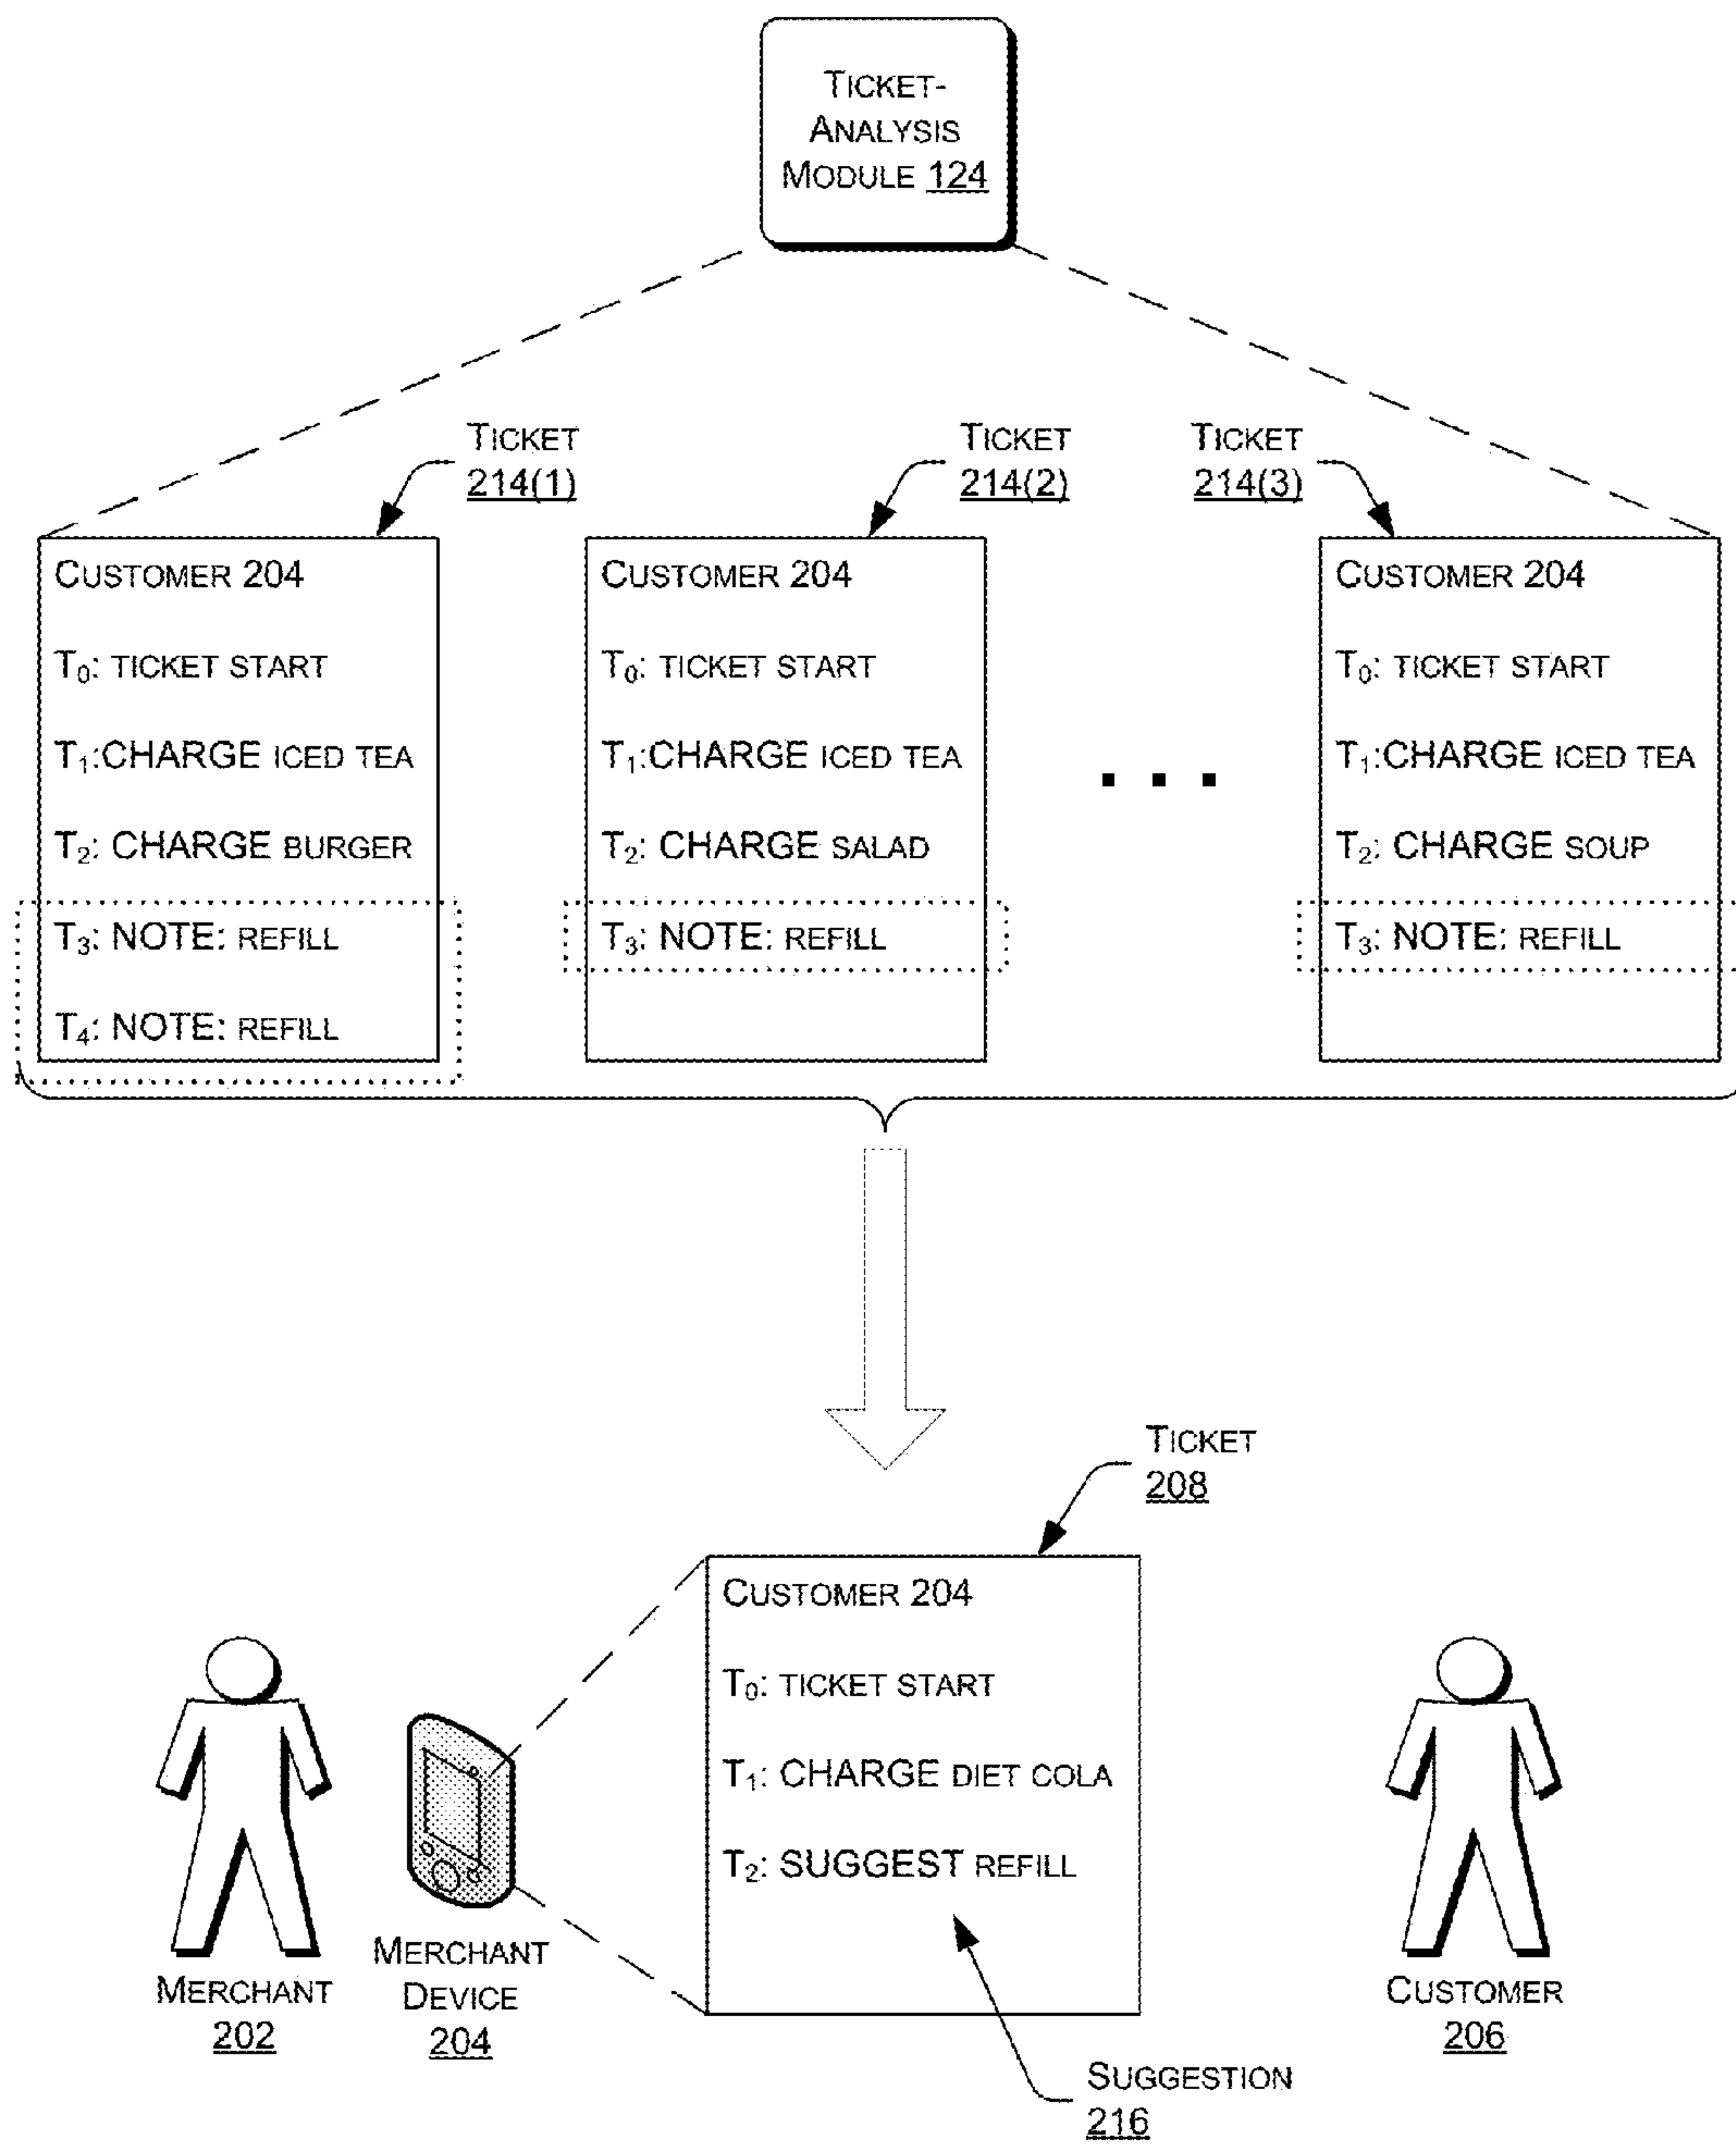 TICKET-
ANALYSIS
MODULE 124
TICKET
214(1)
TICKET
214(2)
TICKET
214(3)
CUSTOMER 204
T0: TICKET START
T1:CHARGE ICED TEA
T2: CHARGE BURGER
T3: NOTE: REFILL
T4: NOTE: REFILL
CUSTOMER 204
T0: TICKET START
T1:CHARGE ICED TEA
T2: CHARGE SALAD
T3: NOTE: REFILL
. . .
CUSTOMER 204
T0: TICKET START
T1:CHARGE ICED TEA
T2: CHARGE SOUP
T3: NOTE: REFILL
TICKET
208
CUSTOMER 204
T0: TICKET START
T1: CHARGE DIET COLA
T2: SUGGEST REFILL
MERCHANT
202
MERCHANT
DEVICE
204
CUSTOMER
206
SUGGESTION
216